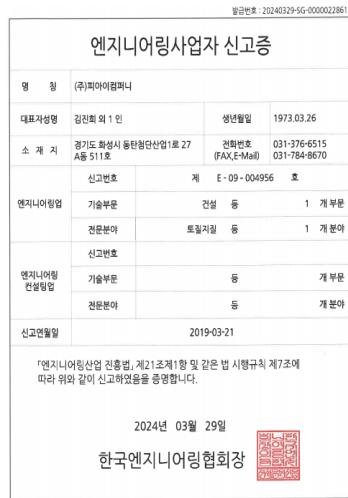 발급번호 : 20240329-SG-0000022861
엔지니어링사업자 신고증
명 칭 (주)피아이컴퍼니
대표자성명 김진희 외 1 인 생년월일 1973.03.26
소 재 지 경기도 화성시 동탄첨단산업1로 27 A동 511호 전화번호 (FAX,E-Mail) 031-376-6515 031-784-8670
엔지니어링업 신고번호 제 E - 09 - 004956 호
기술부문 건설 등 1 개 부문
전문분야 토질지질 등 1 개 분야
엔지니어링 컨설팅업 신고번호
기술부문 등 개 부문
전문분야 등 개 분야
신고연월일 2019-03-21
「엔지니어링산업 진흥법」 제21조제1항 및 같은 법 시행규칙 제7조에
따라 위와 같이 신고하였음을 증명합니다.
2024년 03월 29일
한국엔지니어링협회장